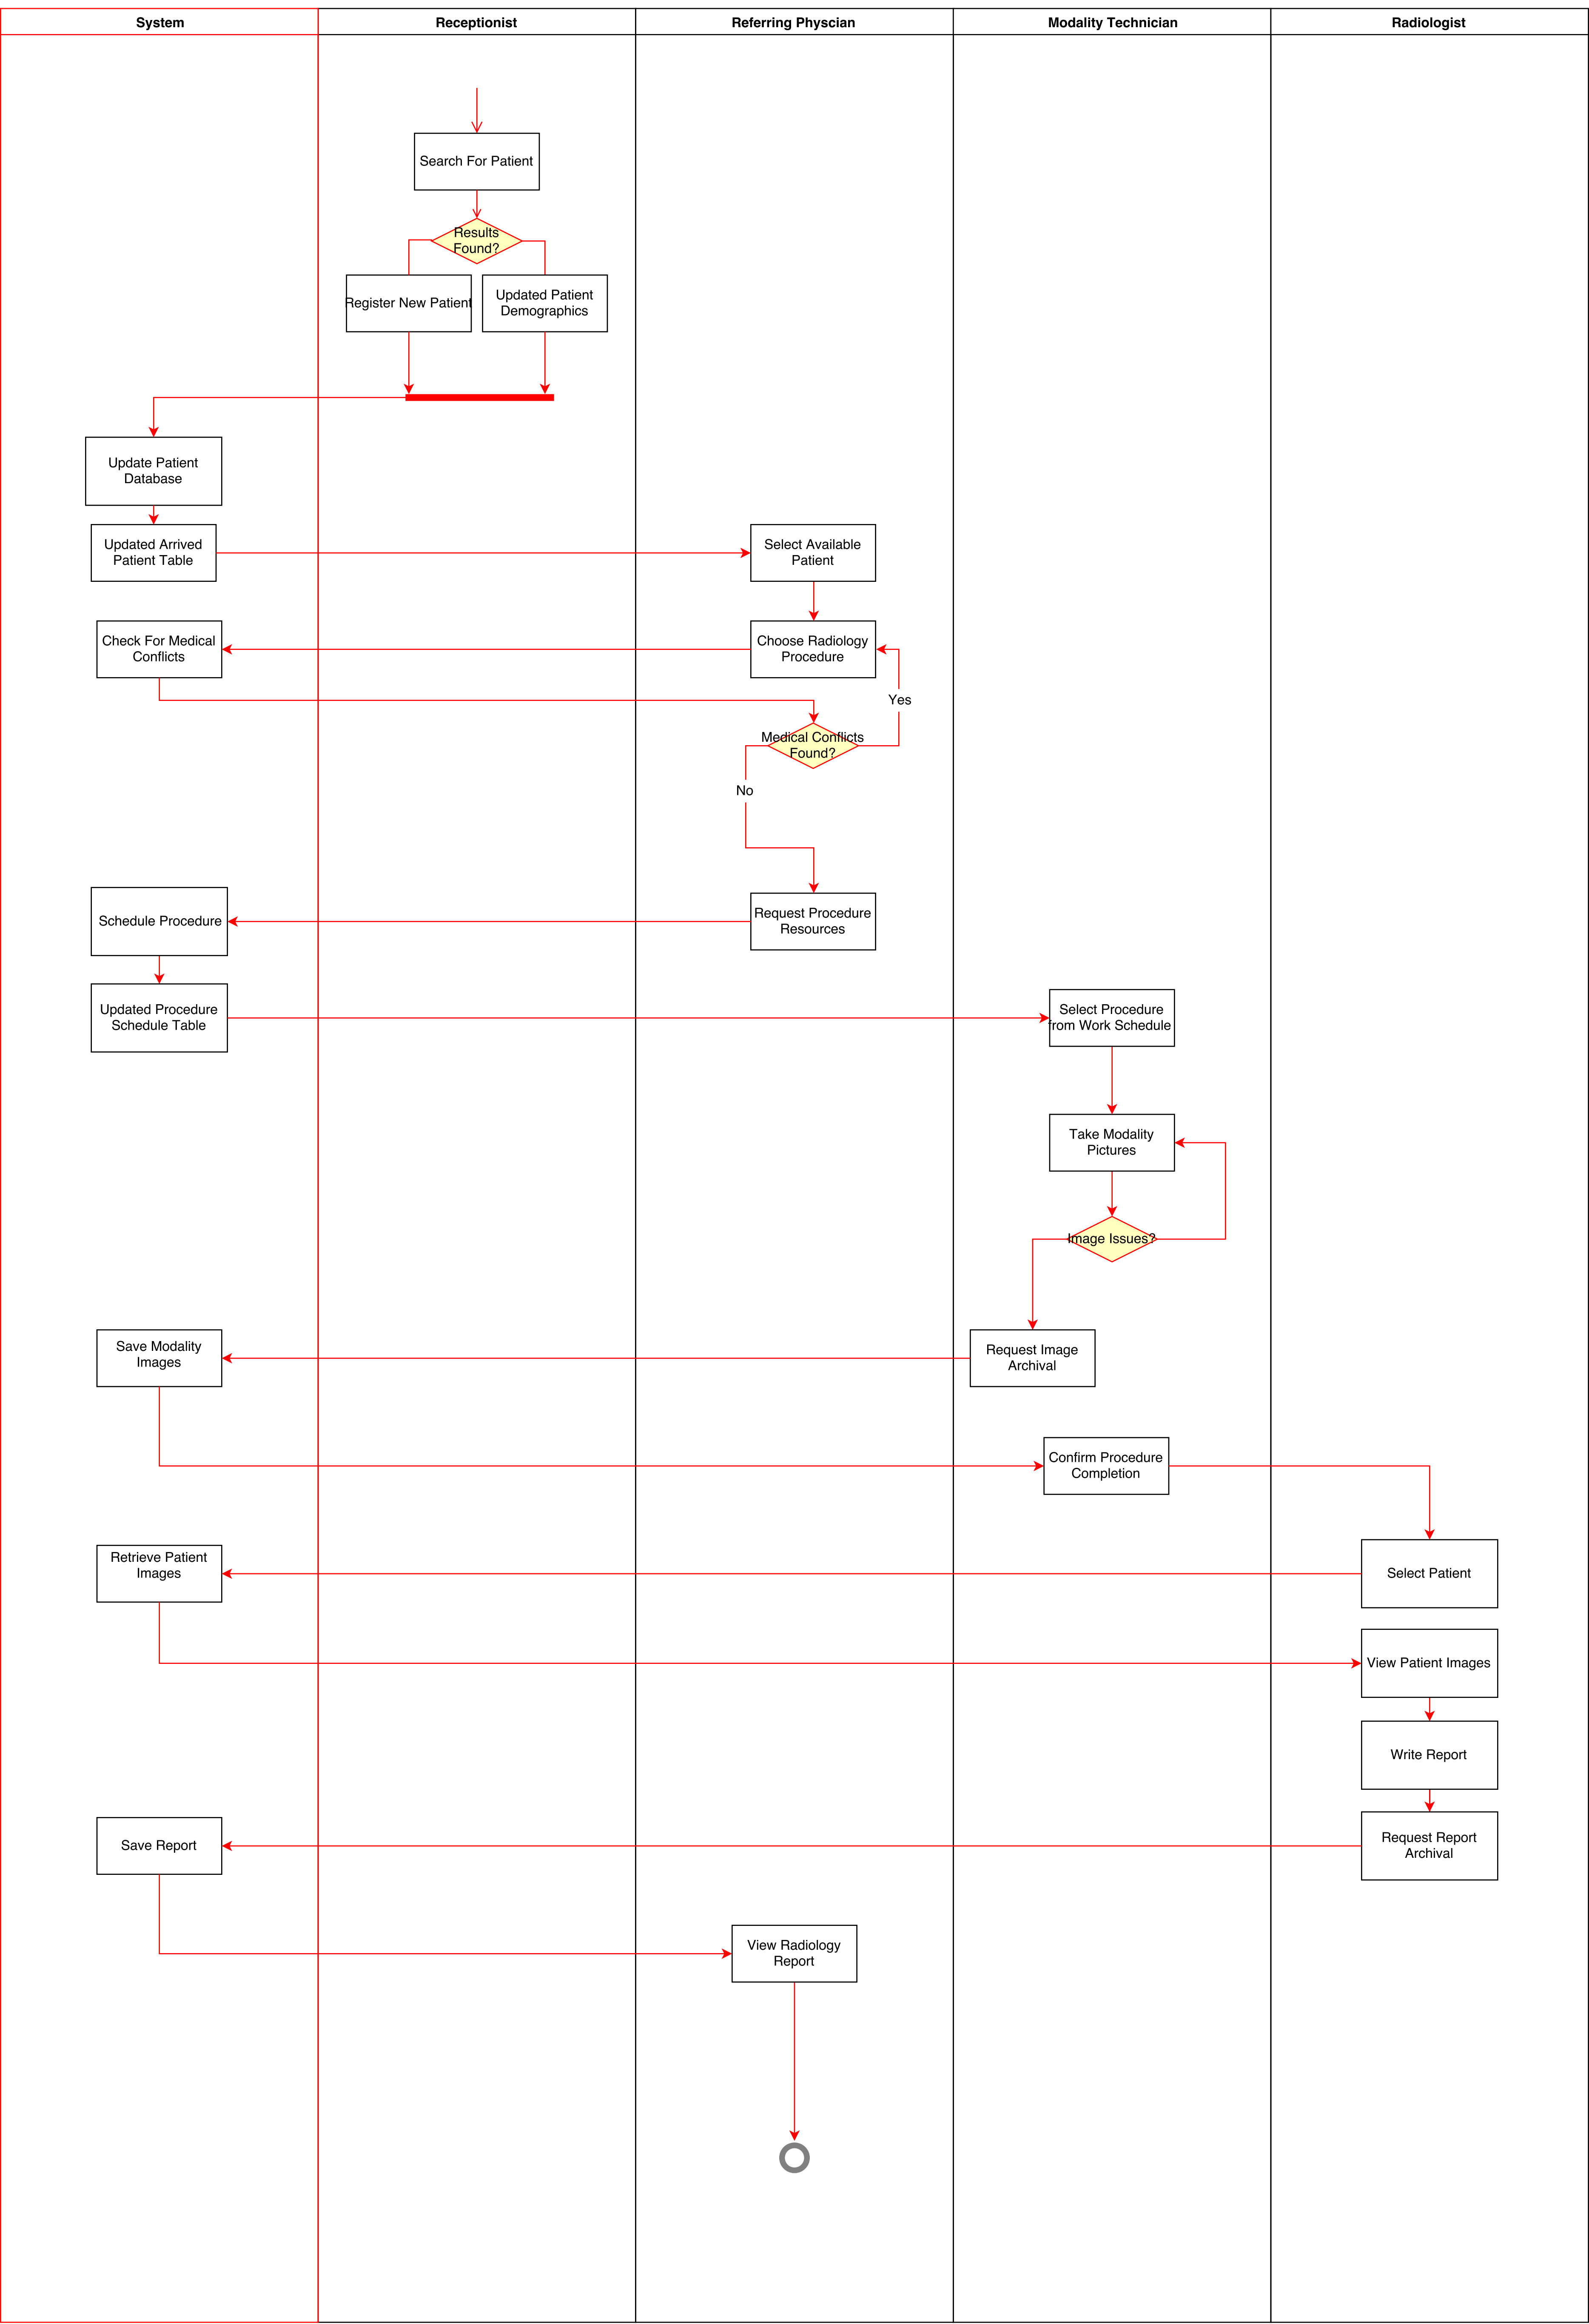 System
Receptionist
Referring Physcian
Modality Technician
Radiologist
Search For Patient
Results
Found?
Register New Patient
Updated Patient
Demographics
Update Patient
Database
Updated Arrived
Patient Table
Select Available
Patient
Check For Medical
Conflicts
Choose Radiology
Procedure
Yes
Medical Conflicts
Found?
No
Schedule Procedure
Request Procedure
Resources
Updated Procedure
Schedule Table
Select Procedure
from Work Schedule
Take Modality
Pictures
Image Issues?
Save Modality
Images
Request Image
Archival
Confirm Procedure
Completion
Retrieve Patient
Images
Select Patient
View Patient Images
Write Report
Save Report
Request Report
Archival
View Radiology
Report